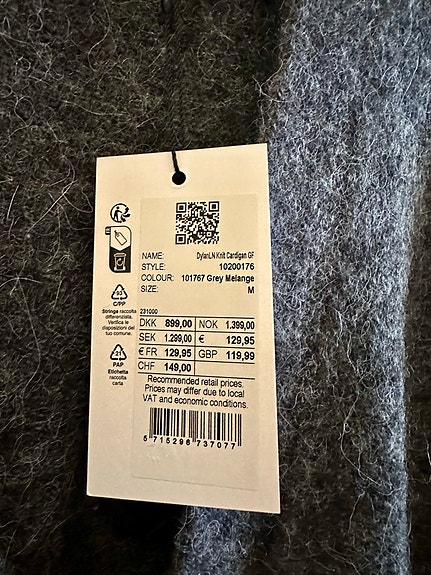 NAME: DylanLN Knit Cardigan GF
STYLE: 10200176
COLOUR: 101767 Grey Melange
SIZE: M
231000
DKK 899,00 NOK 1.399,00
SEK 1.299,00 € 129,95
€ FR 129,95 GBP 119,99
CHF 149,00
Recommended retail prices.
Prices may differ due to local
VAT and economic conditions.
5 715296 737077
C/PP
Stringa raccolta
differenziata.
Verifica le
disposizioni del
tuo comune.
21
PAP
Etichetta
raccolta
carta